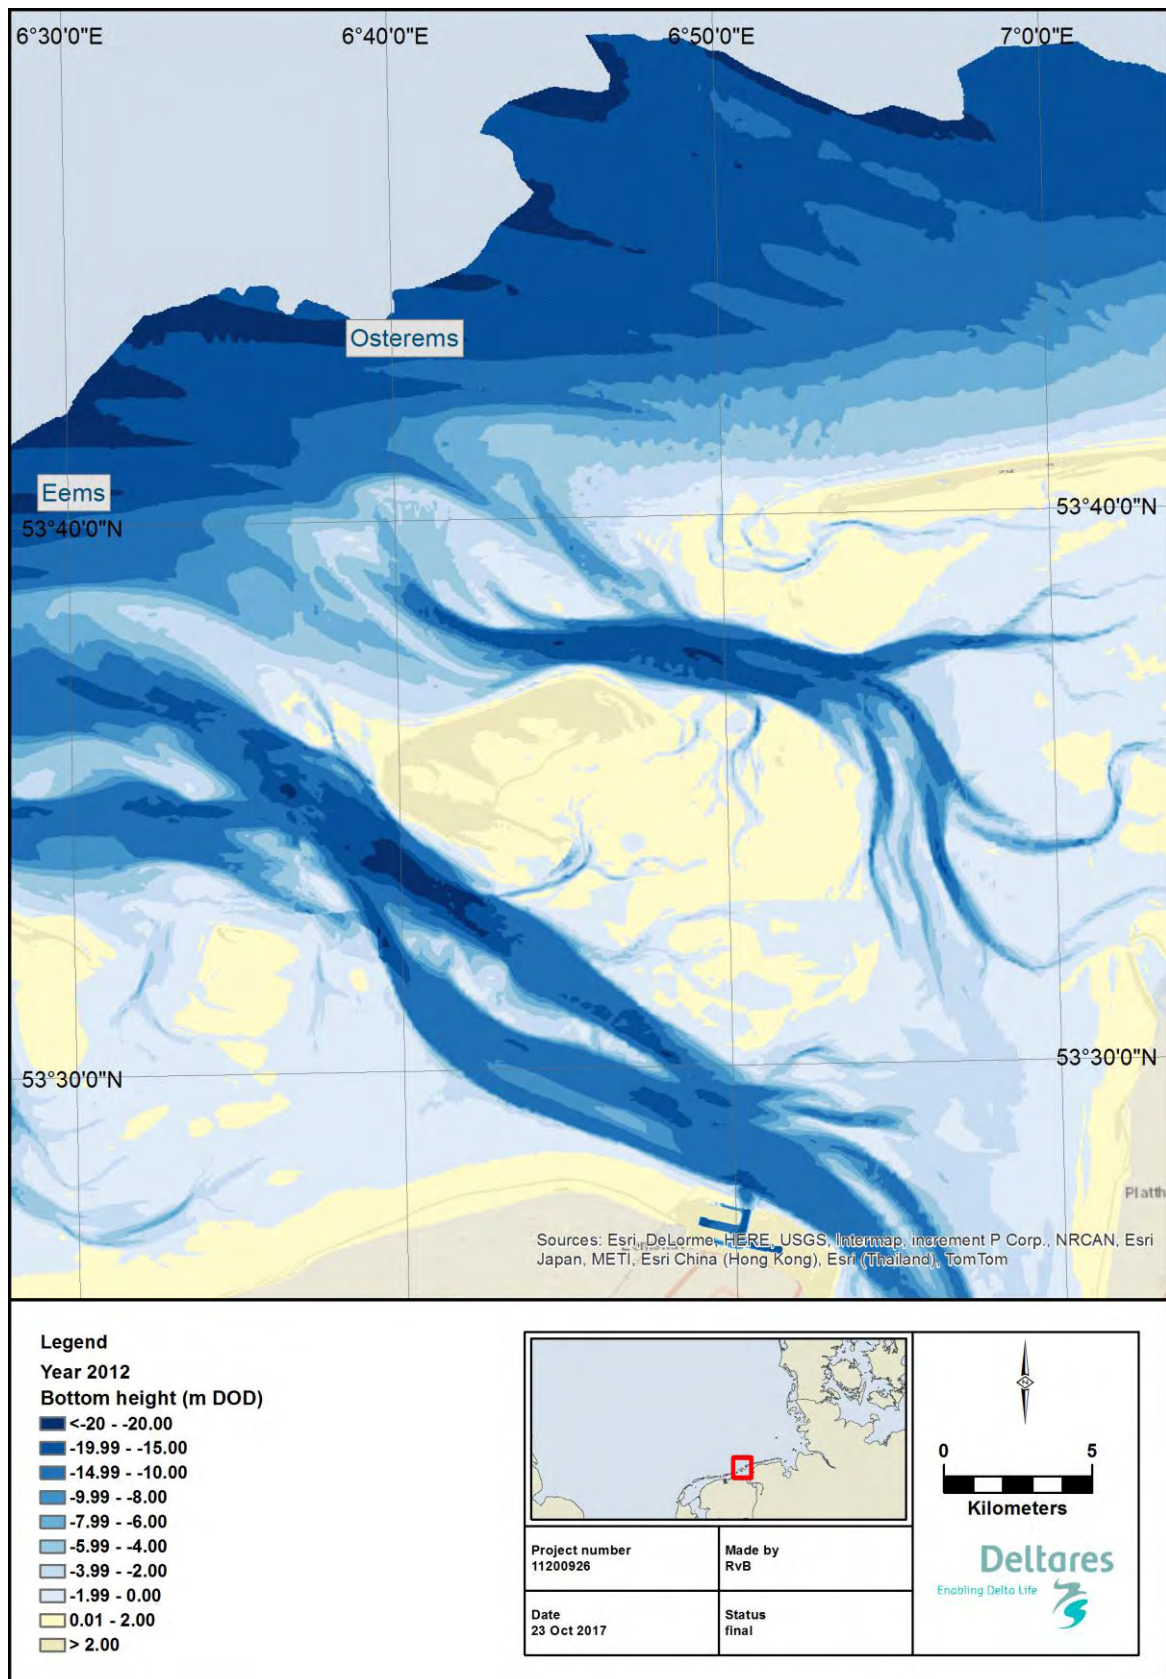 6°30'0"E
6°40'0"E
6°50'0"E
7°0'0"E
Osterems
Eems
53°40'0"N
53°40'0"N
53°30'0"N
53°30'0"N
Platth
Sources: Esri, DeLorme, HERE, USGS, Intermap, increment P Corp., NRCAN, Esri
Japan, METI, Esri China (Hong Kong), Esri (Thailand), TomTom
Legend
Year 2012
Bottom height (m DOD)
<-20 - -20.00
-19.99 - -15.00
-14.99 - -10.00
-9.99 - -8.00
-7.99 - -6.00
-5.99 - -4.00
-3.99 - -2.00
-1.99 - 0.00
0.01 - 2.00
> 2.00
Project number
11200926
Made by
RvB
Date
23 Oct 2017
Status
final
N
0 5
Kilometers
Deltares
Enabling Delta Life